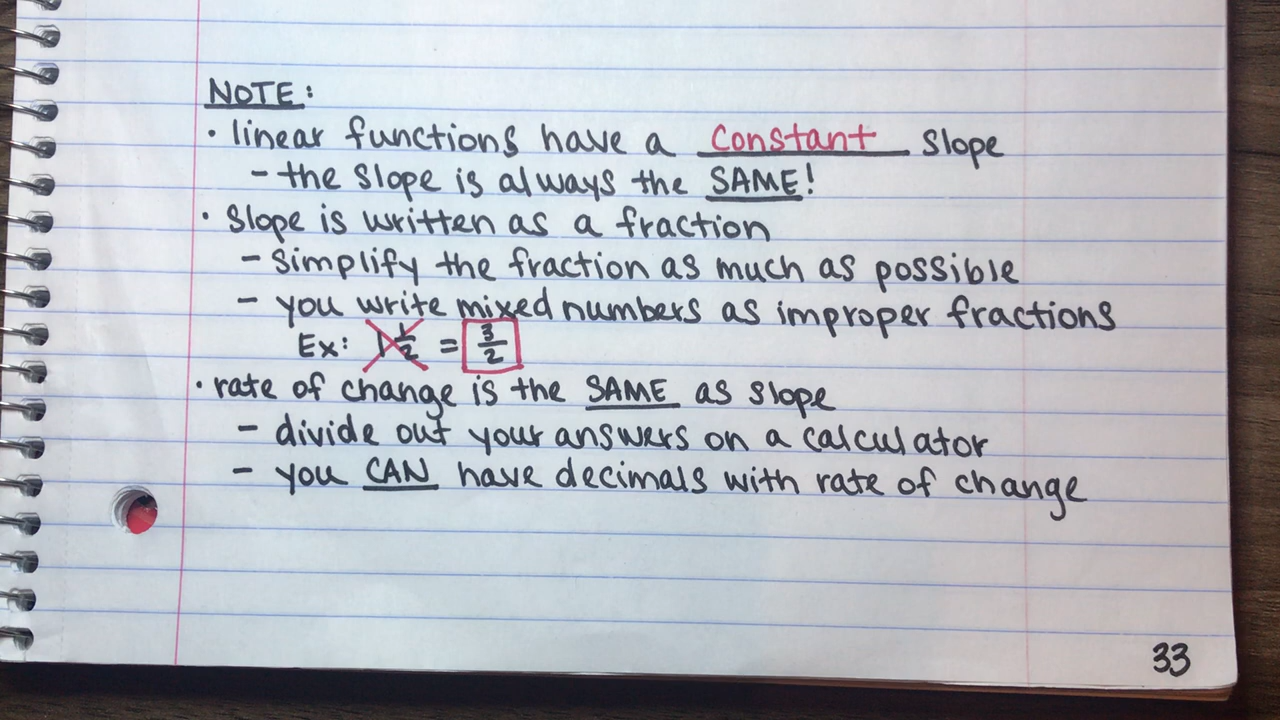 NOTE:
• linear functions have a constant slope
- the slope is always the SAME!
• slope is written as a fraction
- simplify the fraction as much as possible
- you write mixed numbers as improper fractions
Ex: 1 1/2 = 3/2
• rate of change is the SAME as slope
- divide out your answers on a calculator
- you CAN have decimals with rate of change
33